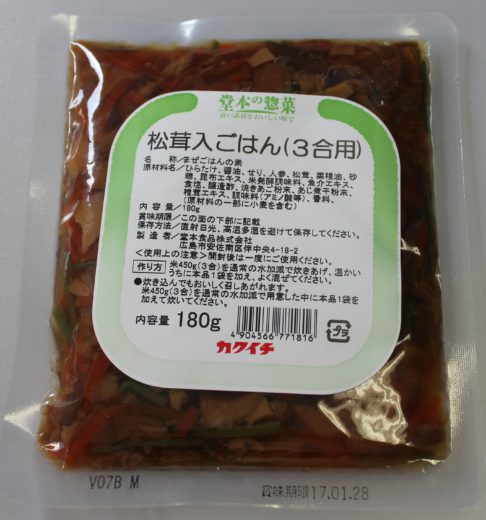 堂本の惣菜
良い素材をおいしい味で
松茸入ごはん(3合用)
名　　称／まぜごはんの素
原材料名／ひらたけ、醤油、せり、人参、松茸、菜種油、砂
糖、昆布エキス、米発酵調味料、魚介エキス、
食塩、醸造酢、焼きあご粉末、あじ煮干粉末、
椎茸エキス、調味料(アミノ酸等)、香料、
(原材料の一部に小麦を含む)
内 容 量／180g
賞味期限／この面の下部に記載
保存方法／直射日光、高温多湿を避けて保存してください。
製 造 者／堂本食品株式会社
広島市安佐南区伴中央4-18-2
<使用上の注意>開封後は一度にご使用ください。
作り方 米450g(3合)を通常の水加減で炊きあげ、温かい
うちに本品1袋を加え、よく混ぜてください。
●炊き込んでもおいしく召しあがれます。
米450g(3合)を通常の水加減で用意した中に本品1袋を
加えて炊いてください。
内容量 180g
4 904566 771816
プラ
カクイチ
V07B M
賞味期限17.01.28